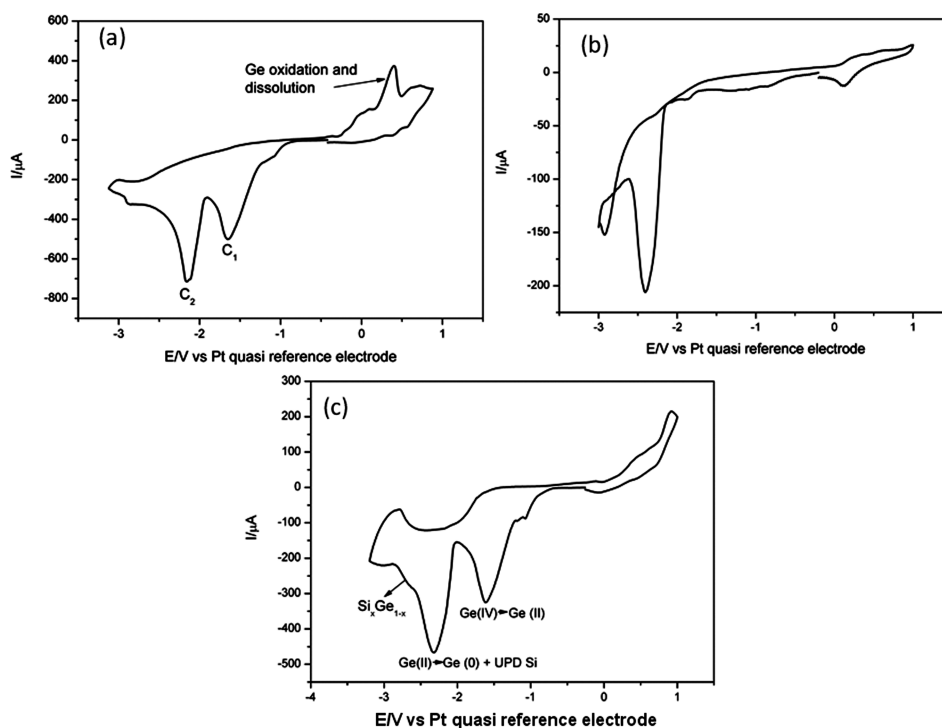 (a)
600
400
200
0
-200
-400
-600
-800
I/µA
Ge oxidation and
dissolution
C1
C2
-3
-2
-1
0
1
E/V vs Pt quasi reference electrode
(b)
50
25
0
-50
-100
-150
-200
I/µA
-3
-2
-1
0
1
E/V vs Pt quasi reference electrode
(c)
300
200
100
0
-100
-200
-300
-400
-500
I/µA
SixGe1-x
Ge(IV)➔Ge (II)
Ge(II)➔Ge (0) + UPD Si
-4
-3
-2
-1
0
1
E/V vs Pt quasi reference electrode